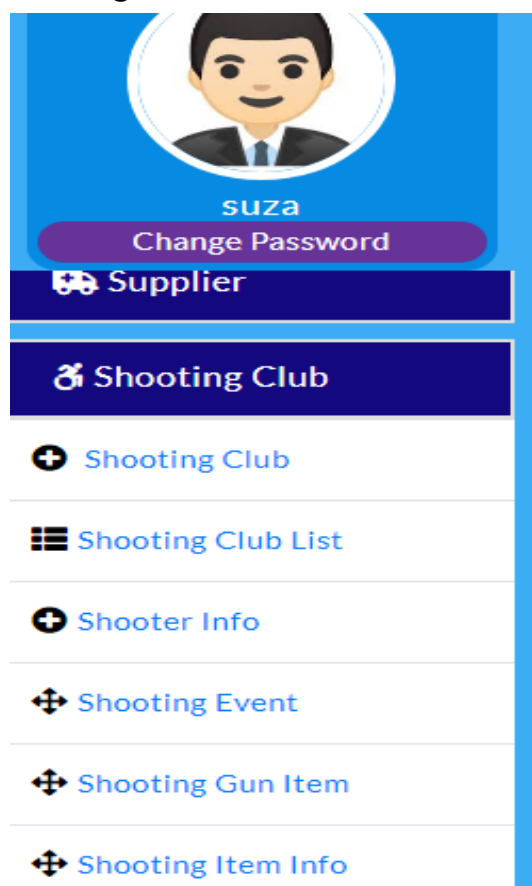 suza
Change Password
Supplier
Shooting Club
Shooting Club
Shooting Club List
Shooter Info
Shooting Event
Shooting Gun Item
Shooting Item Info